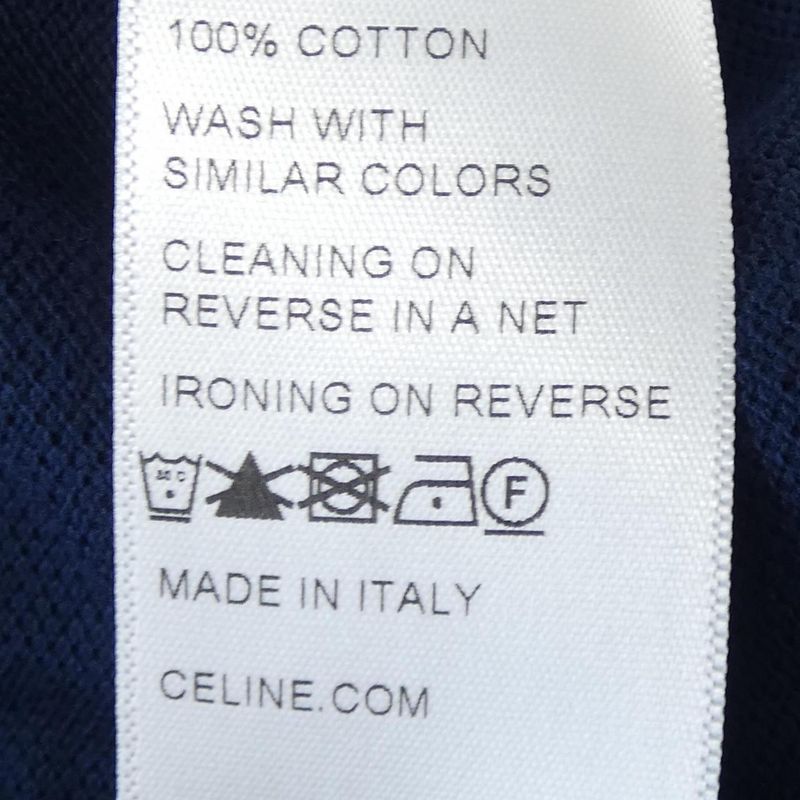 100% COTTON
WASH WITH
SIMILAR COLORS
CLEANING ON
REVERSE IN A NET
IRONING ON REVERSE
F
MADE IN ITALY
CELINE.COM